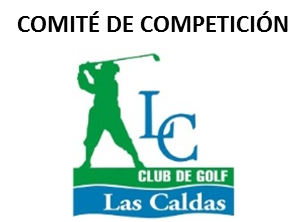 COMITÉ DE COMPETICIÓN
LC
CLUB DE GOLF
Las Caldas